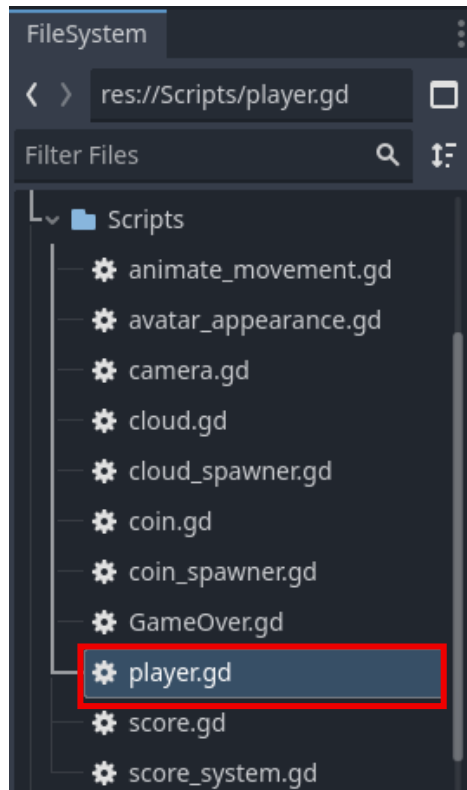 FileSystem
res://Scripts/player.gd
Filter Files
Scripts
animate_movement.gd
avatar_appearance.gd
camera.gd
cloud.gd
cloud_spawner.gd
coin.gd
coin_spawner.gd
GameOver.gd
player.gd
score.gd
score_system.gd